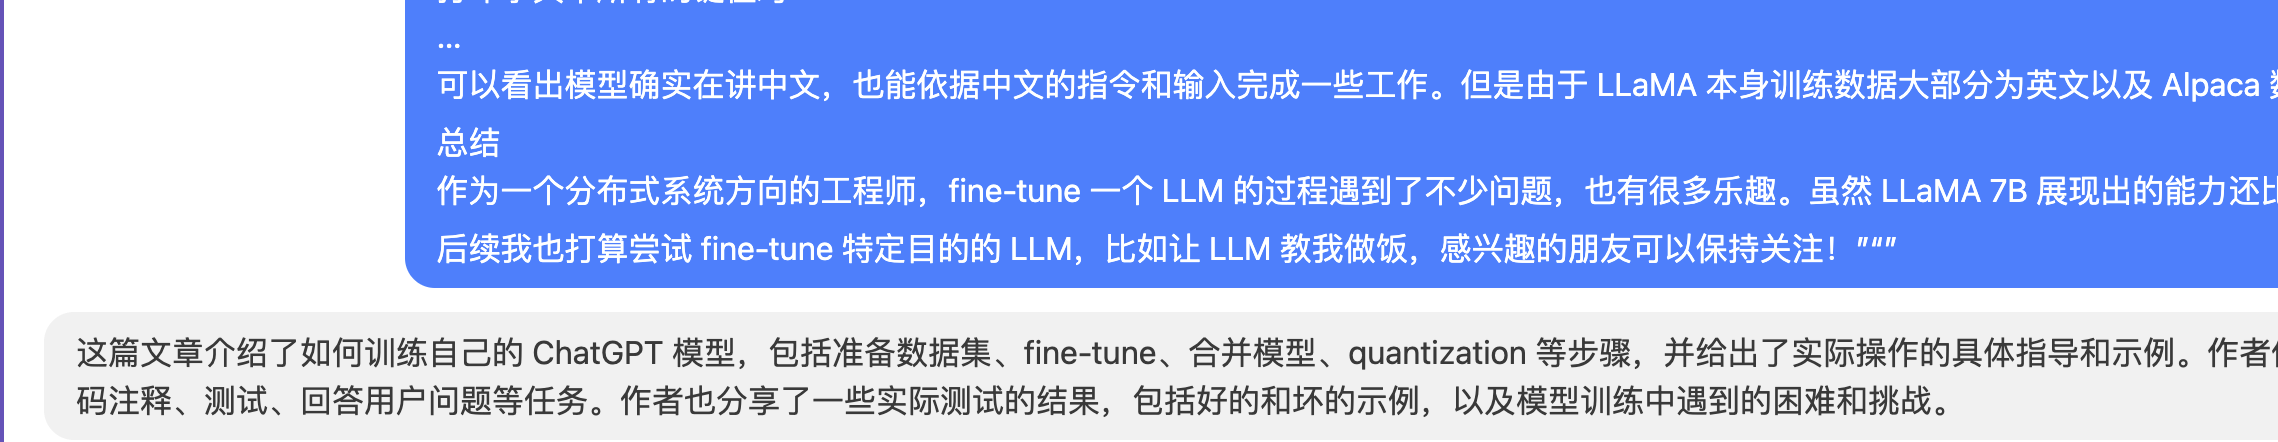 ...
可以看出模型确实在讲中文，也能依据中文的指令和输入完成一些工作。但是由于 LLaMA 本身训练数据大部分为英文以及 Alpaca
总结
作为一个分布式系统方向的工程师，fine-tune 一个 LLM 的过程遇到了不少问题，也有很多乐趣。虽然 LLaMA 7B 展现出的能力还比
后续我也打算尝试 fine-tune 特定目的的 LLM，比如让 LLM 教我做饭，感兴趣的朋友可以保持关注！”“”
这篇文章介绍了如何训练自己的 ChatGPT 模型，包括准备数据集、fine-tune、合并模型、quantization 等步骤，并给出了实际操作的具体指导和示例。作者
码注释、测试、回答用户问题等任务。作者也分享了一些实际测试的结果，包括好的和坏的示例，以及模型训练中遇到的困难和挑战。